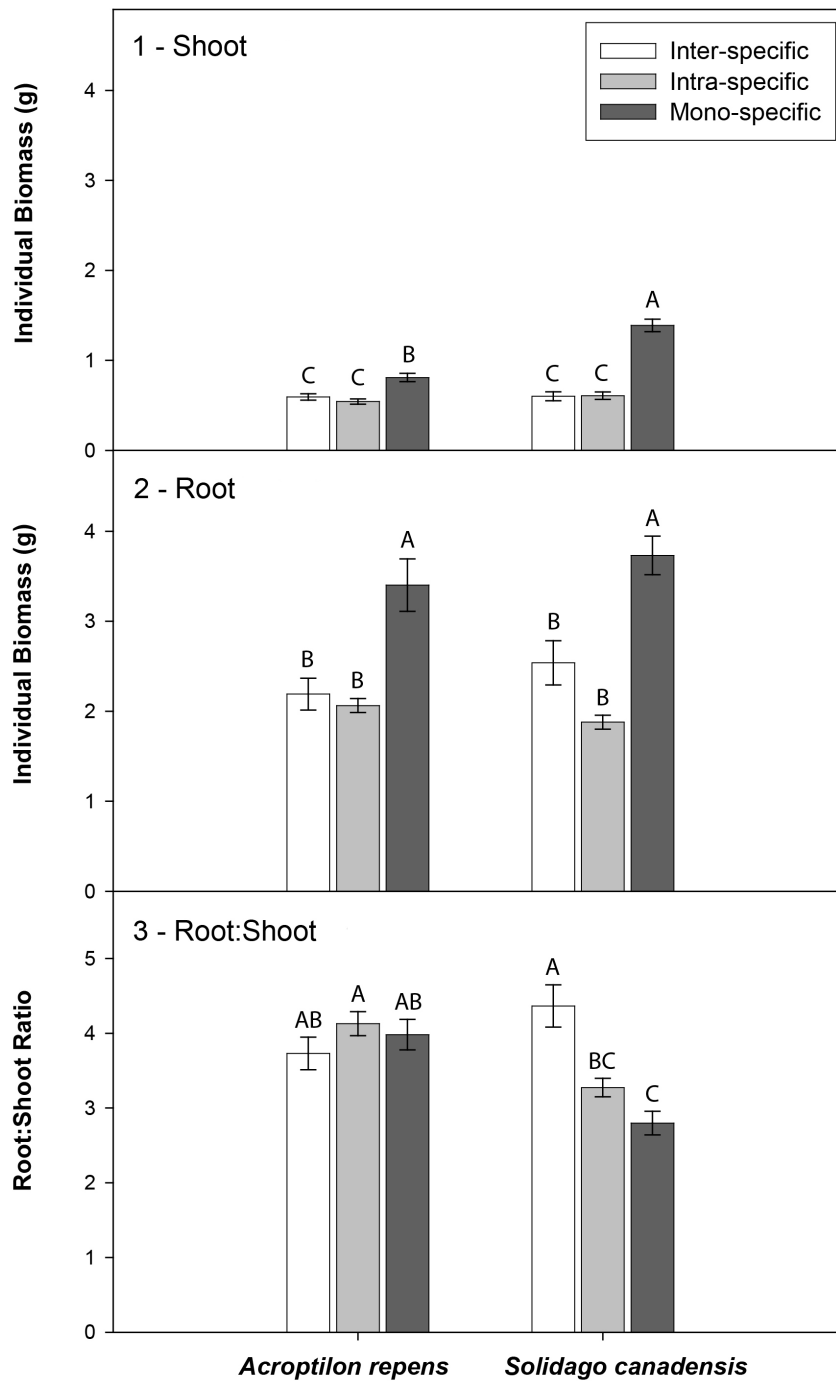 1 - Shoot
Inter-specific
Intra-specific
Mono-specific
Individual Biomass (g)
4
3
2
1
0
C
C
B
C
C
A
2 - Root
Individual Biomass (g)
4
3
2
1
0
B
B
A
B
B
A
3 - Root:Shoot
Root:Shoot Ratio
5
4
3
2
1
0
AB
A
AB
A
BC
C
Acroptilon repens
Solidago canadensis